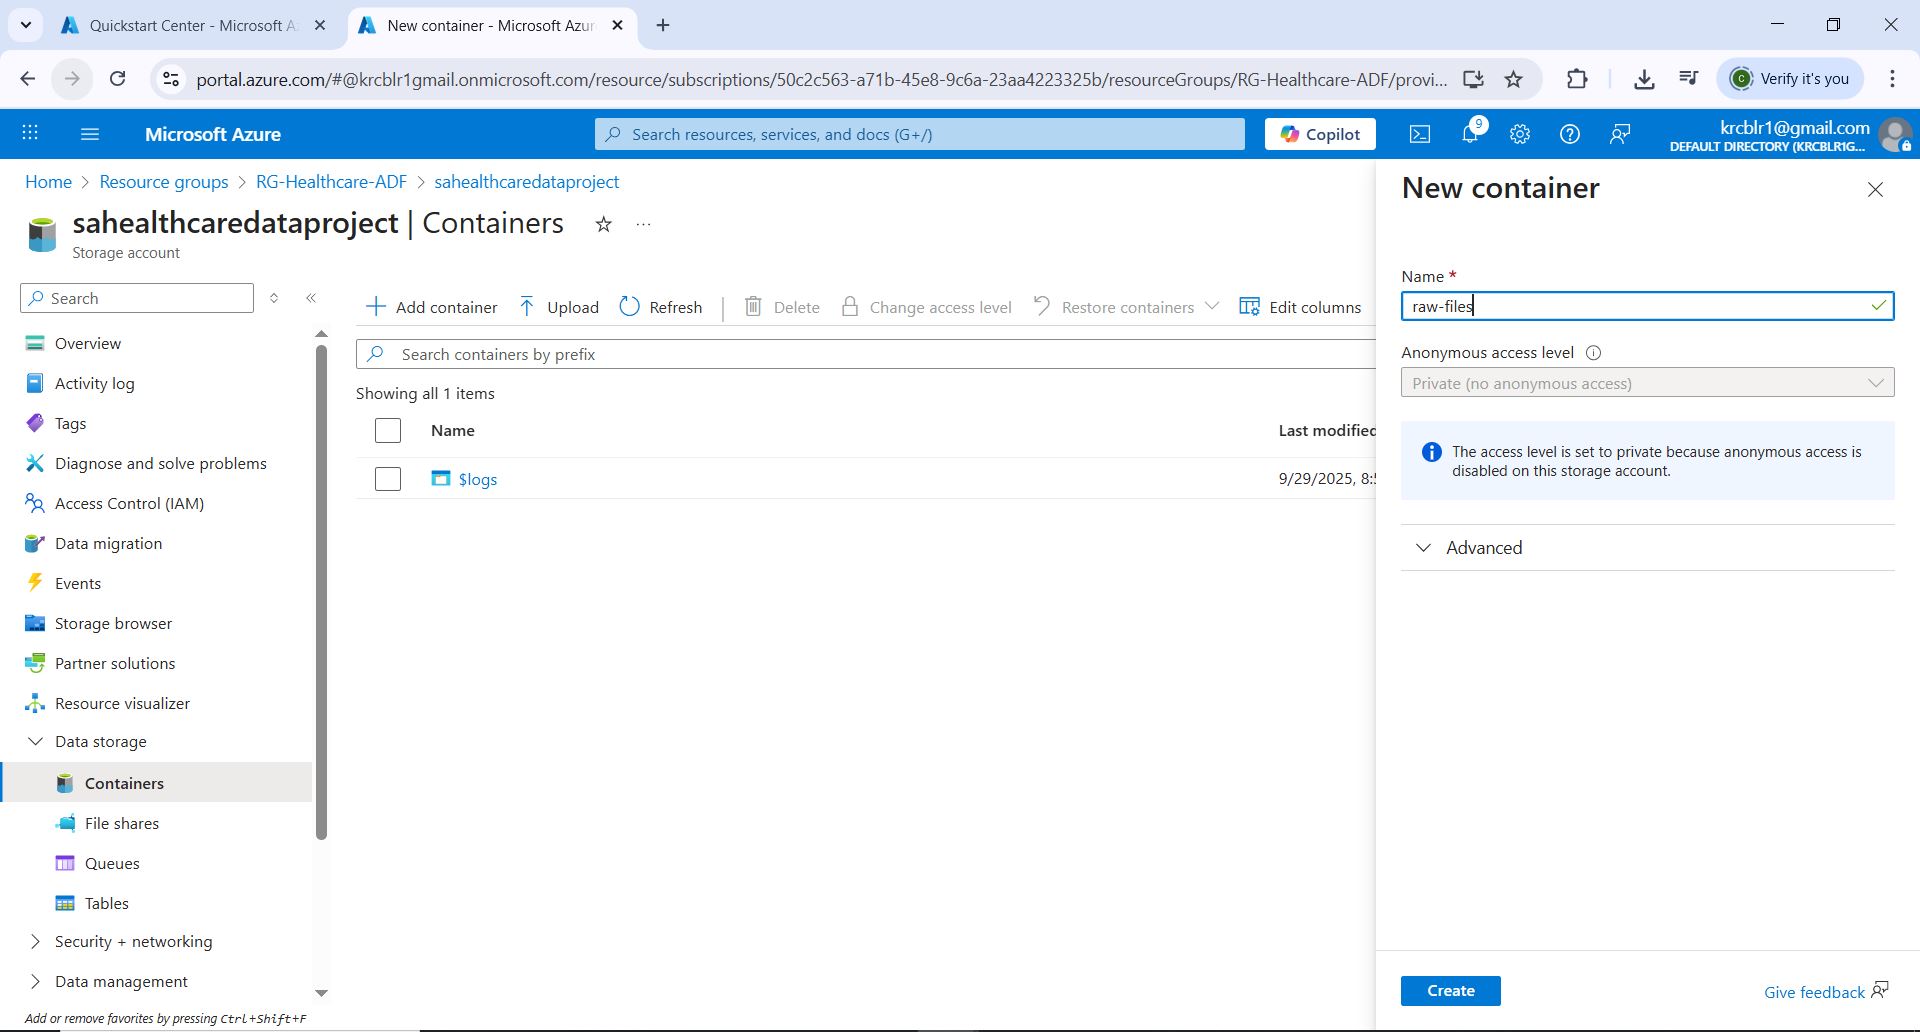 Quickstart Center - Microsoft A
New container - Microsoft Azur
portal.azure.com/#@krcblr1gmail.onmicrosoft.com/resource/subscriptions/50c2c563-a71b-45e8-9c6a-23aa4223325b/resourceGroups/RG-Healthcare-ADF/provi...
C
Verify it's you
Microsoft Azure
Search resources, services, and docs (G+/)
Copilot
9
krcblr1@gmail.com
DEFAULT DIRECTORY (KRCBLR1G...
Home > Resource groups > RG-Healthcare-ADF > sahealthcaredataproject
sahealthcaredataproject | Containers
...
Storage account
Search
Overview
Activity log
Tags
Diagnose and solve problems
Access Control (IAM)
Data migration
Events
Storage browser
Partner solutions
Resource visualizer
Data storage
Containers
File shares
Queues
Tables
Security + networking
Data management
Add or remove favorites by pressing Ctrl+Shift+F
Add container
Upload
Refresh
Delete
Change access level
Restore containers
Edit columns
Search containers by prefix
Showing all 1 items
Name
Last modified
$logs
9/29/2025, 8:5
New container
Name *
raw-files
Anonymous access level
Private (no anonymous access)
The access level is set to private because anonymous access is
disabled on this storage account.
Advanced
Create
Give feedback